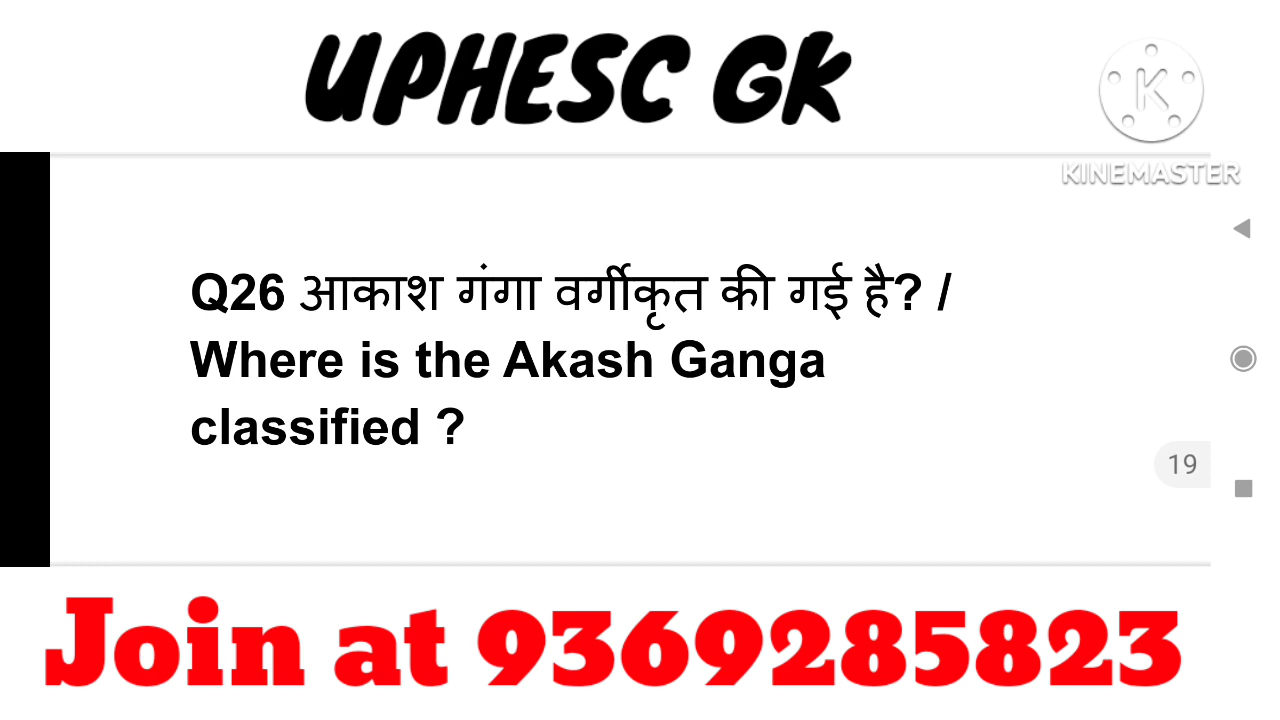 UPHESC GK
KINEMASTER
Q26 आकाश गंगा वर्गीकृत की गई है? /
Where is the Akash Ganga
classified ?
19
Join at 9369285823